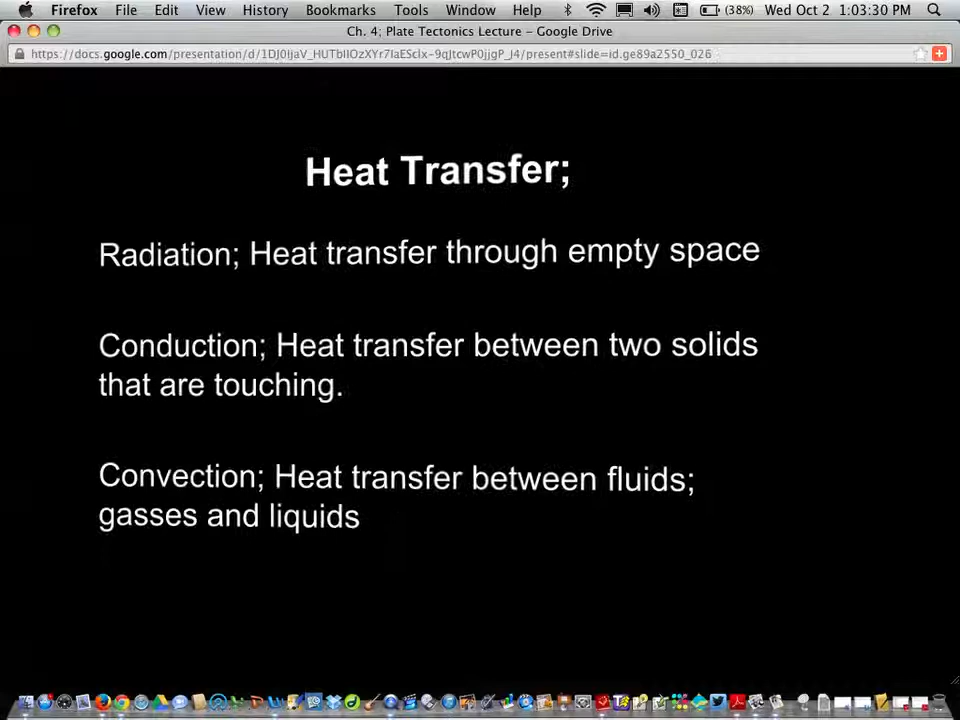 Firefox File Edit View History Bookmarks Tools Window Help (38%) Wed Oct 2 1:03:30 PM
Ch. 4; Plate Tectonics Lecture – Google Drive
Heat Transfer;
Radiation; Heat transfer through empty space
Conduction; Heat transfer between two solids
that are touching.
Convection; Heat transfer between fluids;
gasses and liquids